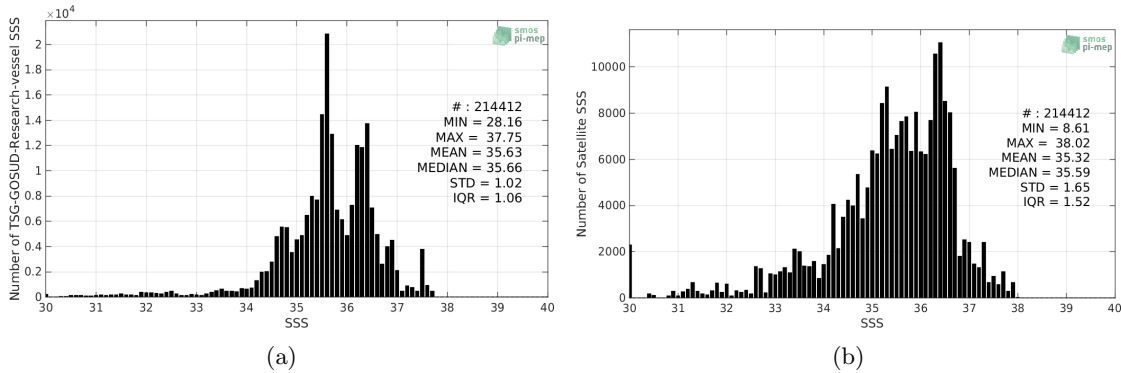 ×10⁴
smos
pi-mep
Number of TSG-GOSUD-Research-vessel SSS
2
1.8
1.6
1.4
1.2
1
0.8
0.6
0.4
0.2
0
# : 214412
MIN = 28.16
MAX = 37.75
MEAN = 35.63
MEDIAN = 35.66
STD = 1.02
IQR = 1.06
30 31 32 33 34 35 36 37 38 39 40
SSS
(a)
smos
pi-mep
Number of Satellite SSS
10000
8000
6000
4000
2000
0
# : 214412
MIN = 8.61
MAX = 38.02
MEAN = 35.32
MEDIAN = 35.59
STD = 1.65
IQR = 1.52
30 31 32 33 34 35 36 37 38 39 40
SSS
(b)